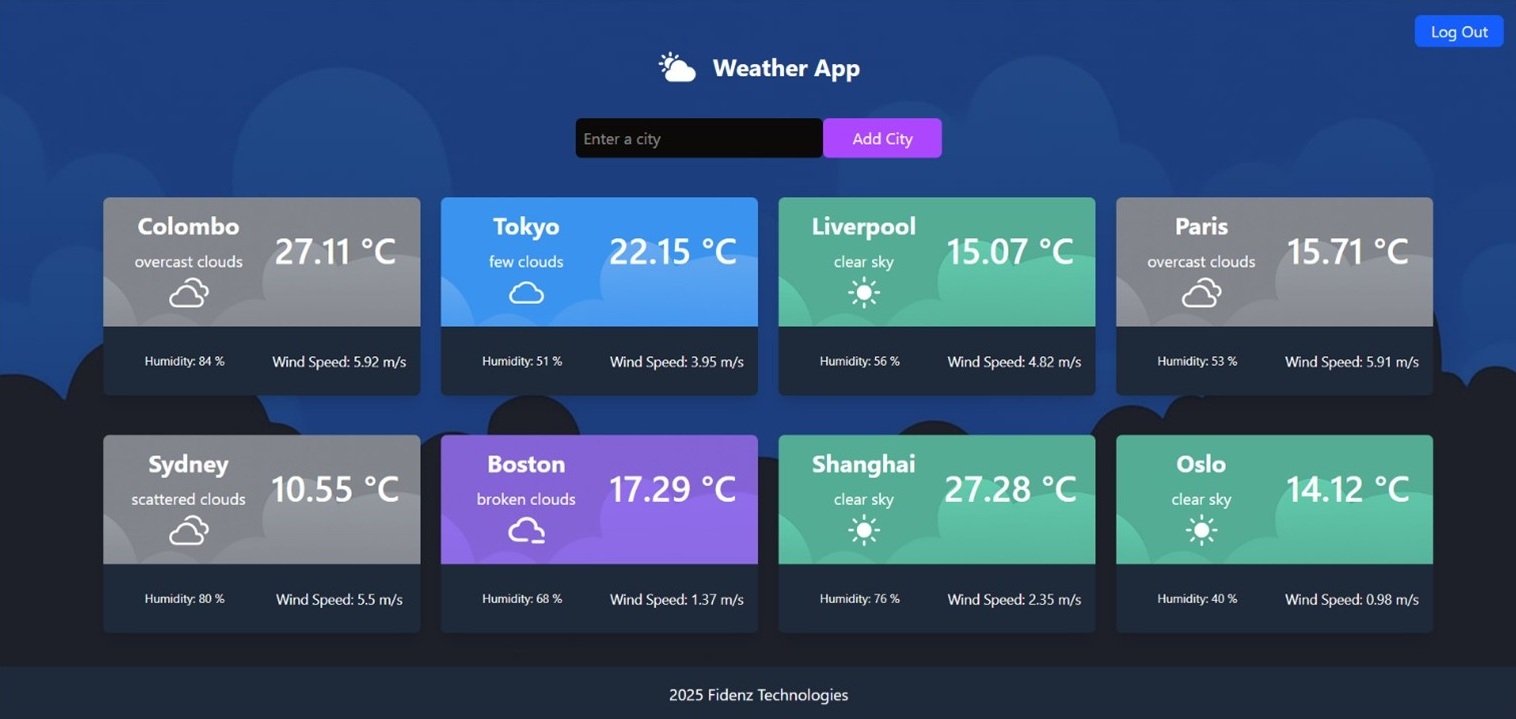 Log Out
Weather App
Enter a city
Add City
Colombo
overcast clouds
27.11 °C
Humidity: 84 %
Wind Speed: 5.92 m/s
Tokyo
few clouds
22.15 °C
Humidity: 51 %
Wind Speed: 3.95 m/s
Liverpool
clear sky
15.07 °C
Humidity: 56 %
Wind Speed: 4.82 m/s
Paris
overcast clouds
15.71 °C
Humidity: 53 %
Wind Speed: 5.91 m/s
Sydney
scattered clouds
10.55 °C
Humidity: 80 %
Wind Speed: 5.5 m/s
Boston
broken clouds
17.29 °C
Humidity: 68 %
Wind Speed: 1.37 m/s
Shanghai
clear sky
27.28 °C
Humidity: 76 %
Wind Speed: 2.35 m/s
Oslo
clear sky
14.12 °C
Humidity: 40 %
Wind Speed: 0.98 m/s
2025 Fidenz Technologies